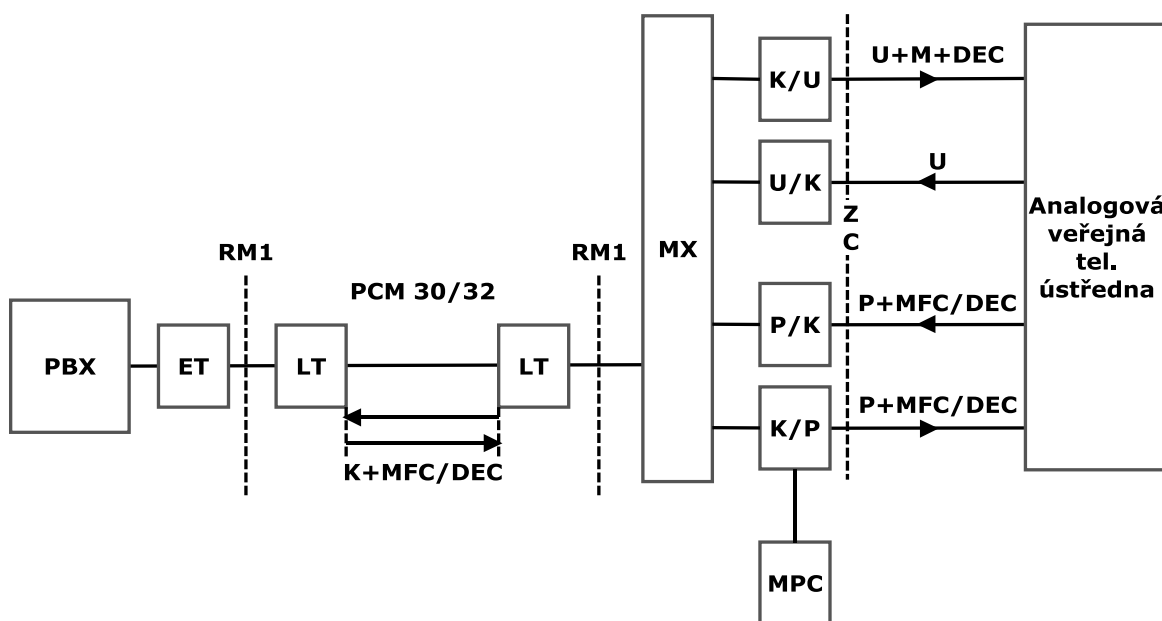 K/U
U+M+DEC
U/K
U
Z
C
Analogová
veřejná
tel.
ústředna
MX
RM1
RM1
PCM 30/32
P/K
P+MFC/DEC
PBX
ET
LT
LT
K/P
P+MFC/DEC
K+MFC/DEC
MPC